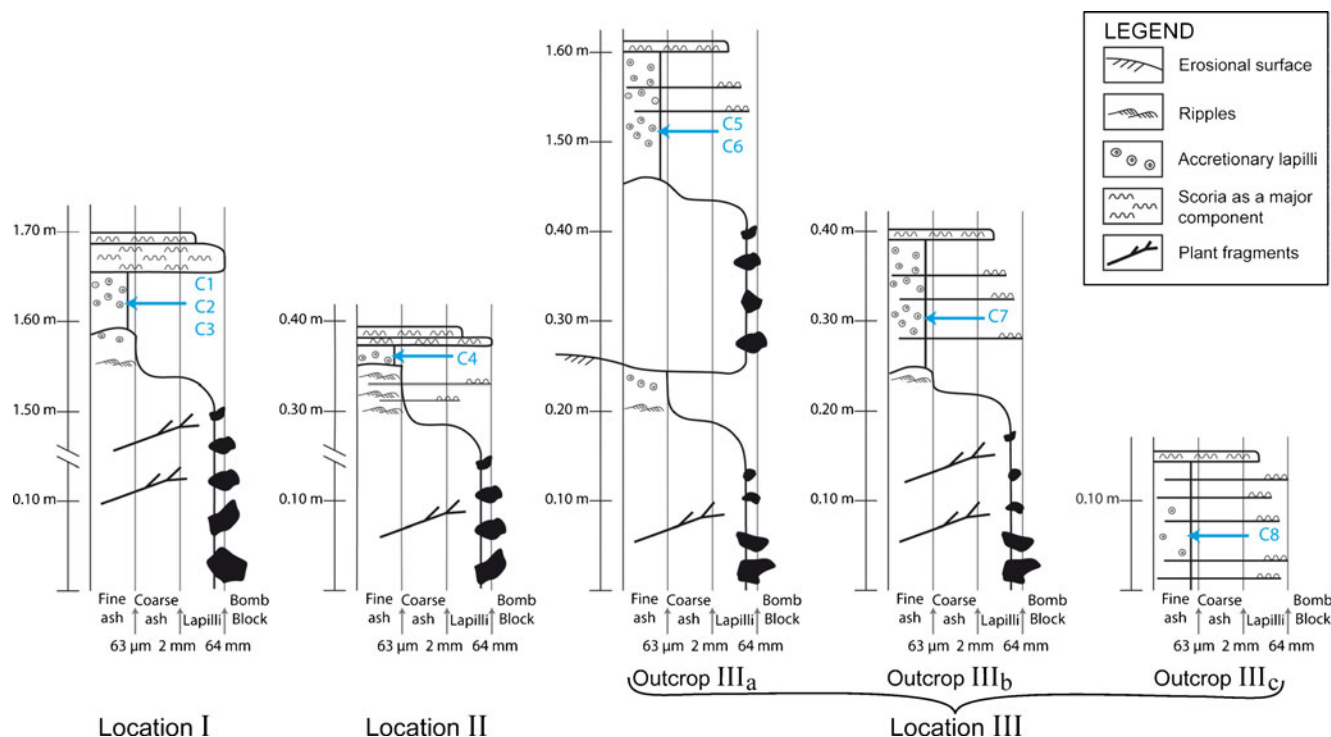 LEGEND
Erosional surface
Ripples
Accretionary lapilli
Scoria as a major
component
Plant fragments
1.70 m
1.60 m
1.50 m
0.10 m
C1
C2
C3
Fine Coarse Bomb
ash ash Lapilli Block
63 µm 2 mm 64 mm
Location I
0.40 m
0.30 m
0.10 m
C4
Fine Coarse Bomb
ash ash Lapilli Block
63 µm 2 mm 64 mm
Location II
1.60 m
1.50 m
0.40 m
0.30 m
0.20 m
0.10 m
C5
C6
Fine Coarse Bomb
ash ash Lapilli Block
63 µm 2 mm 64 mm
Outcrop IIIa
0.40 m
0.30 m
0.20 m
0.10 m
C7
Fine Coarse Bomb
ash ash Lapilli Block
63 µm 2 mm 64 mm
Outcrop IIIb
0.10 m
C8
Fine Coarse Bomb
ash ash Lapilli Block
63 µm 2 mm 64 mm
Outcrop IIIc
Location III